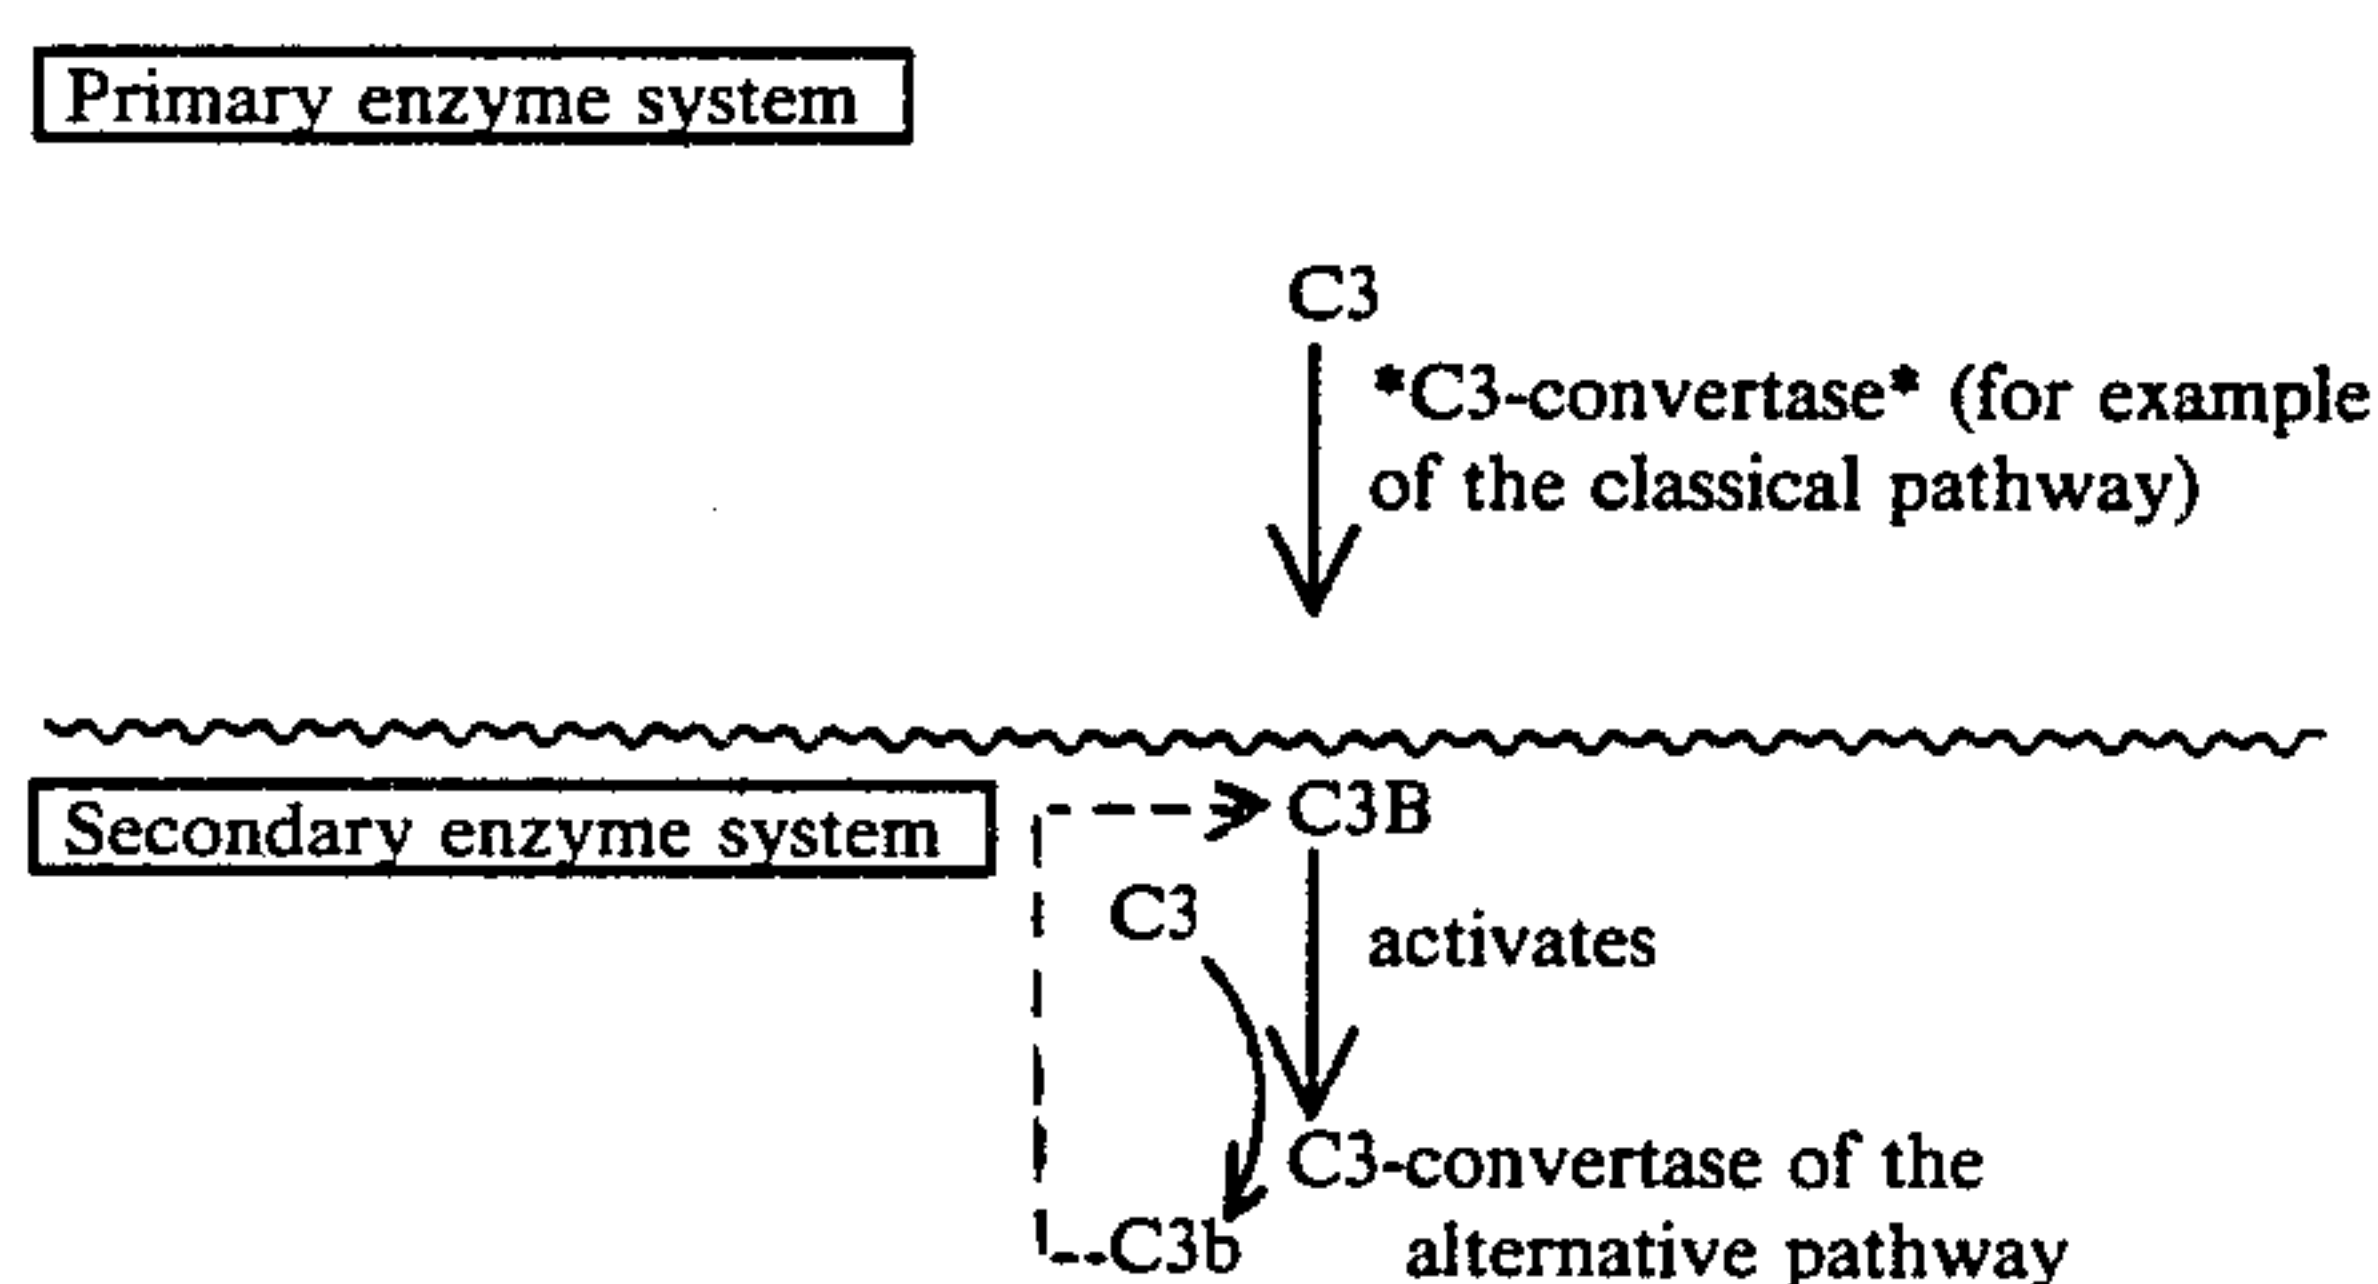 Primary enzyme system
C3
*C3-convertase* (for example
of the classical pathway)
Secondary enzyme system
C3B
C3
activates
C3-convertase of the
alternative pathway
C3b